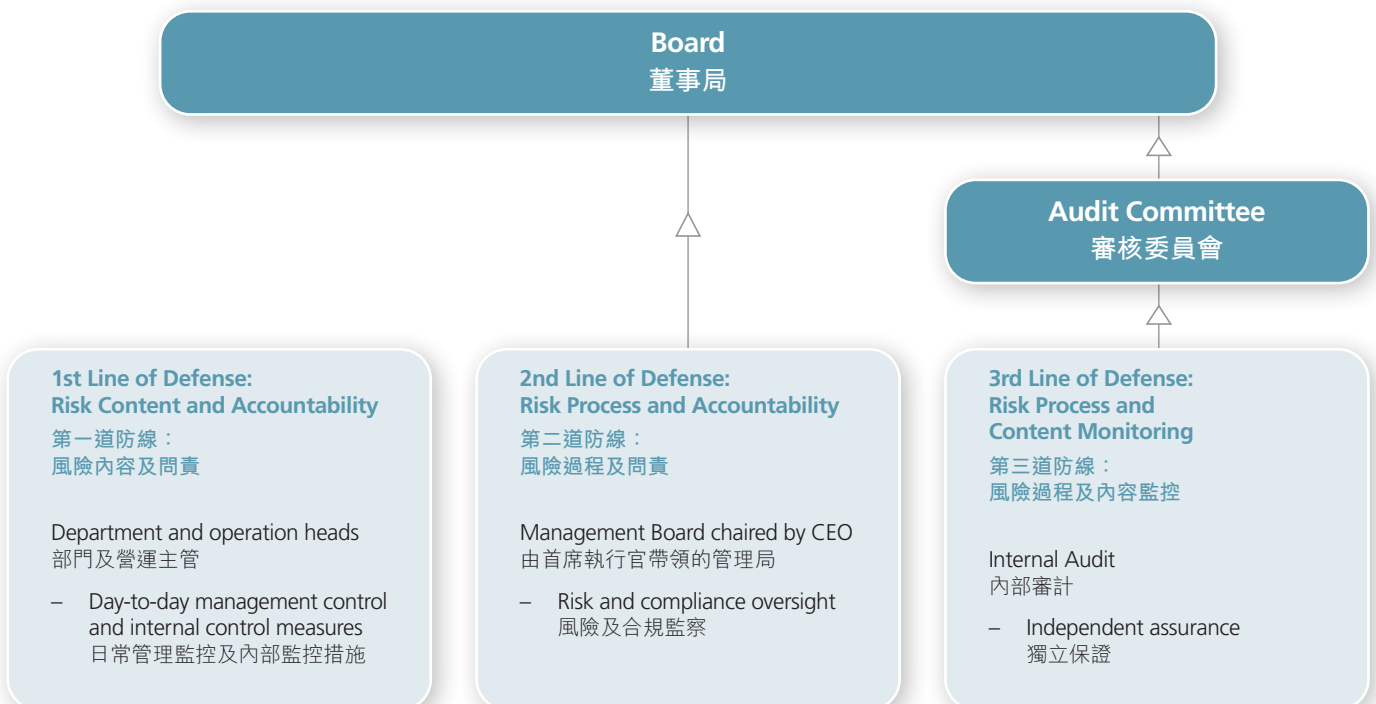 Board
董事局
Audit Committee
審核委員會
1st Line of Defense:
Risk Content and Accountability
第一道防線：
風險內容及問責
Department and operation heads
部門及營運主管
– Day-to-day management control
and internal control measures
日常管理監控及內部監控措施
2nd Line of Defense:
Risk Process and Accountability
第二道防線：
風險過程及問責
Management Board chaired by CEO
由首席執行官帶領的管理局
– Risk and compliance oversight
風險及合規監察
3rd Line of Defense:
Risk Process and
Content Monitoring
第三道防線：
風險過程及內容監控
Internal Audit
內部審計
– Independent assurance
獨立保證